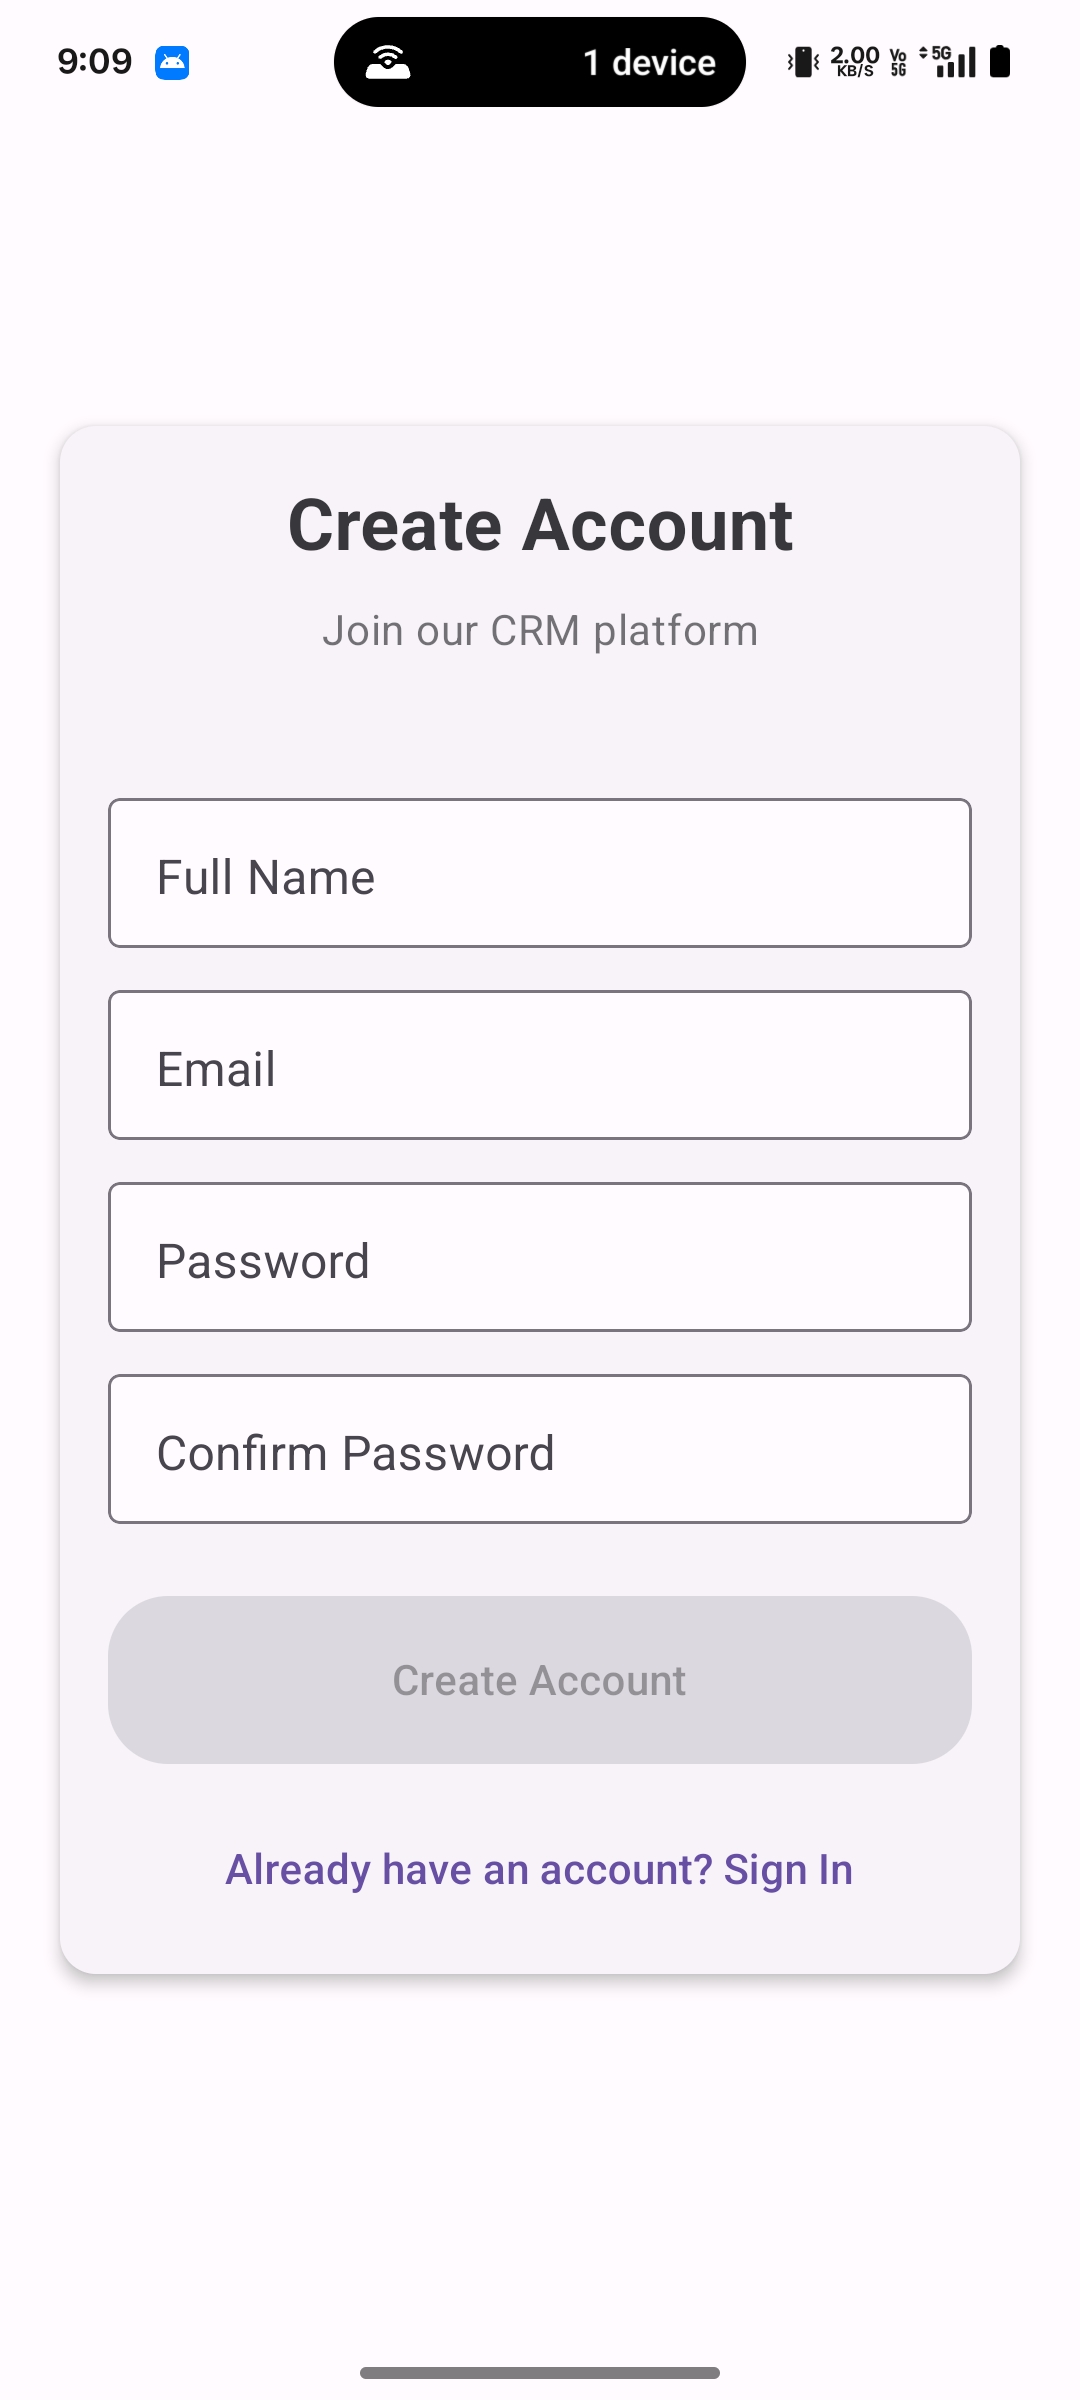 9:09
1 device
2.00
KB/S
Vo
5G
5G
Create Account
Join our CRM platform
Full Name
Email
Password
Confirm Password
Create Account
Already have an account? Sign In